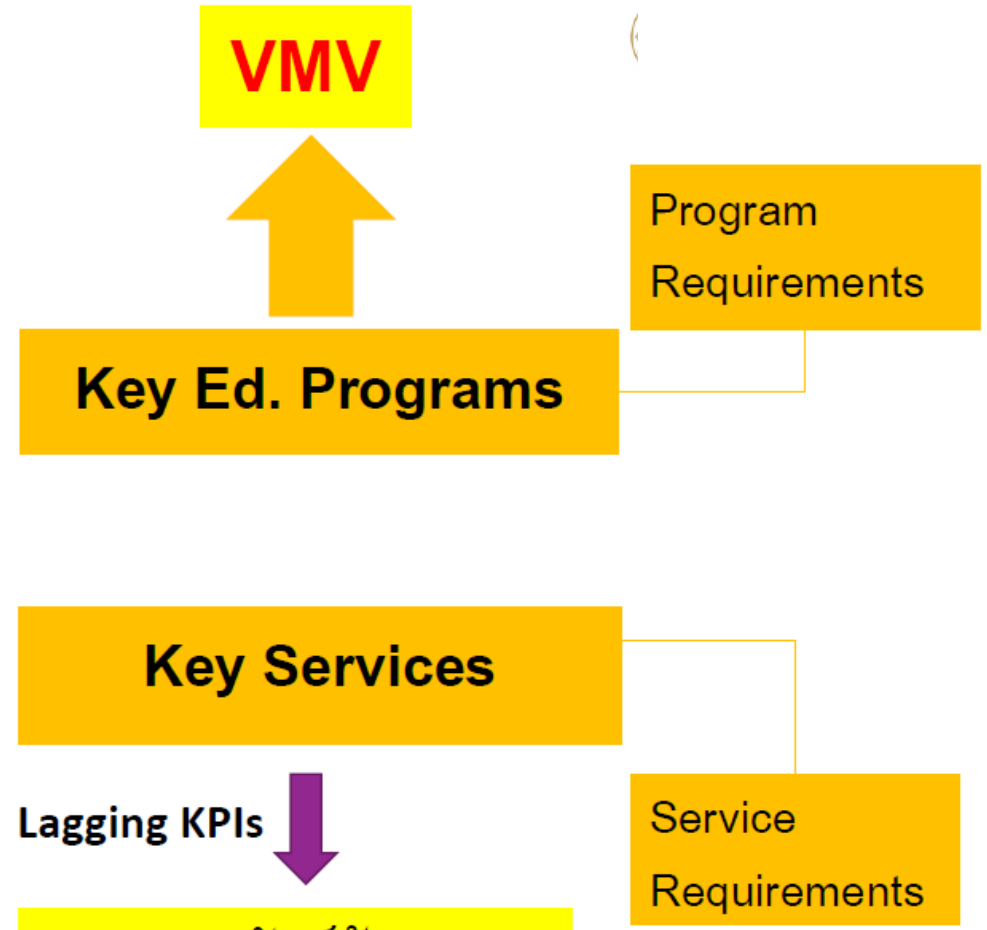 VMV
Program
Requirements
Key Ed. Programs
Key Services
Lagging KPIs
Service
Requirements